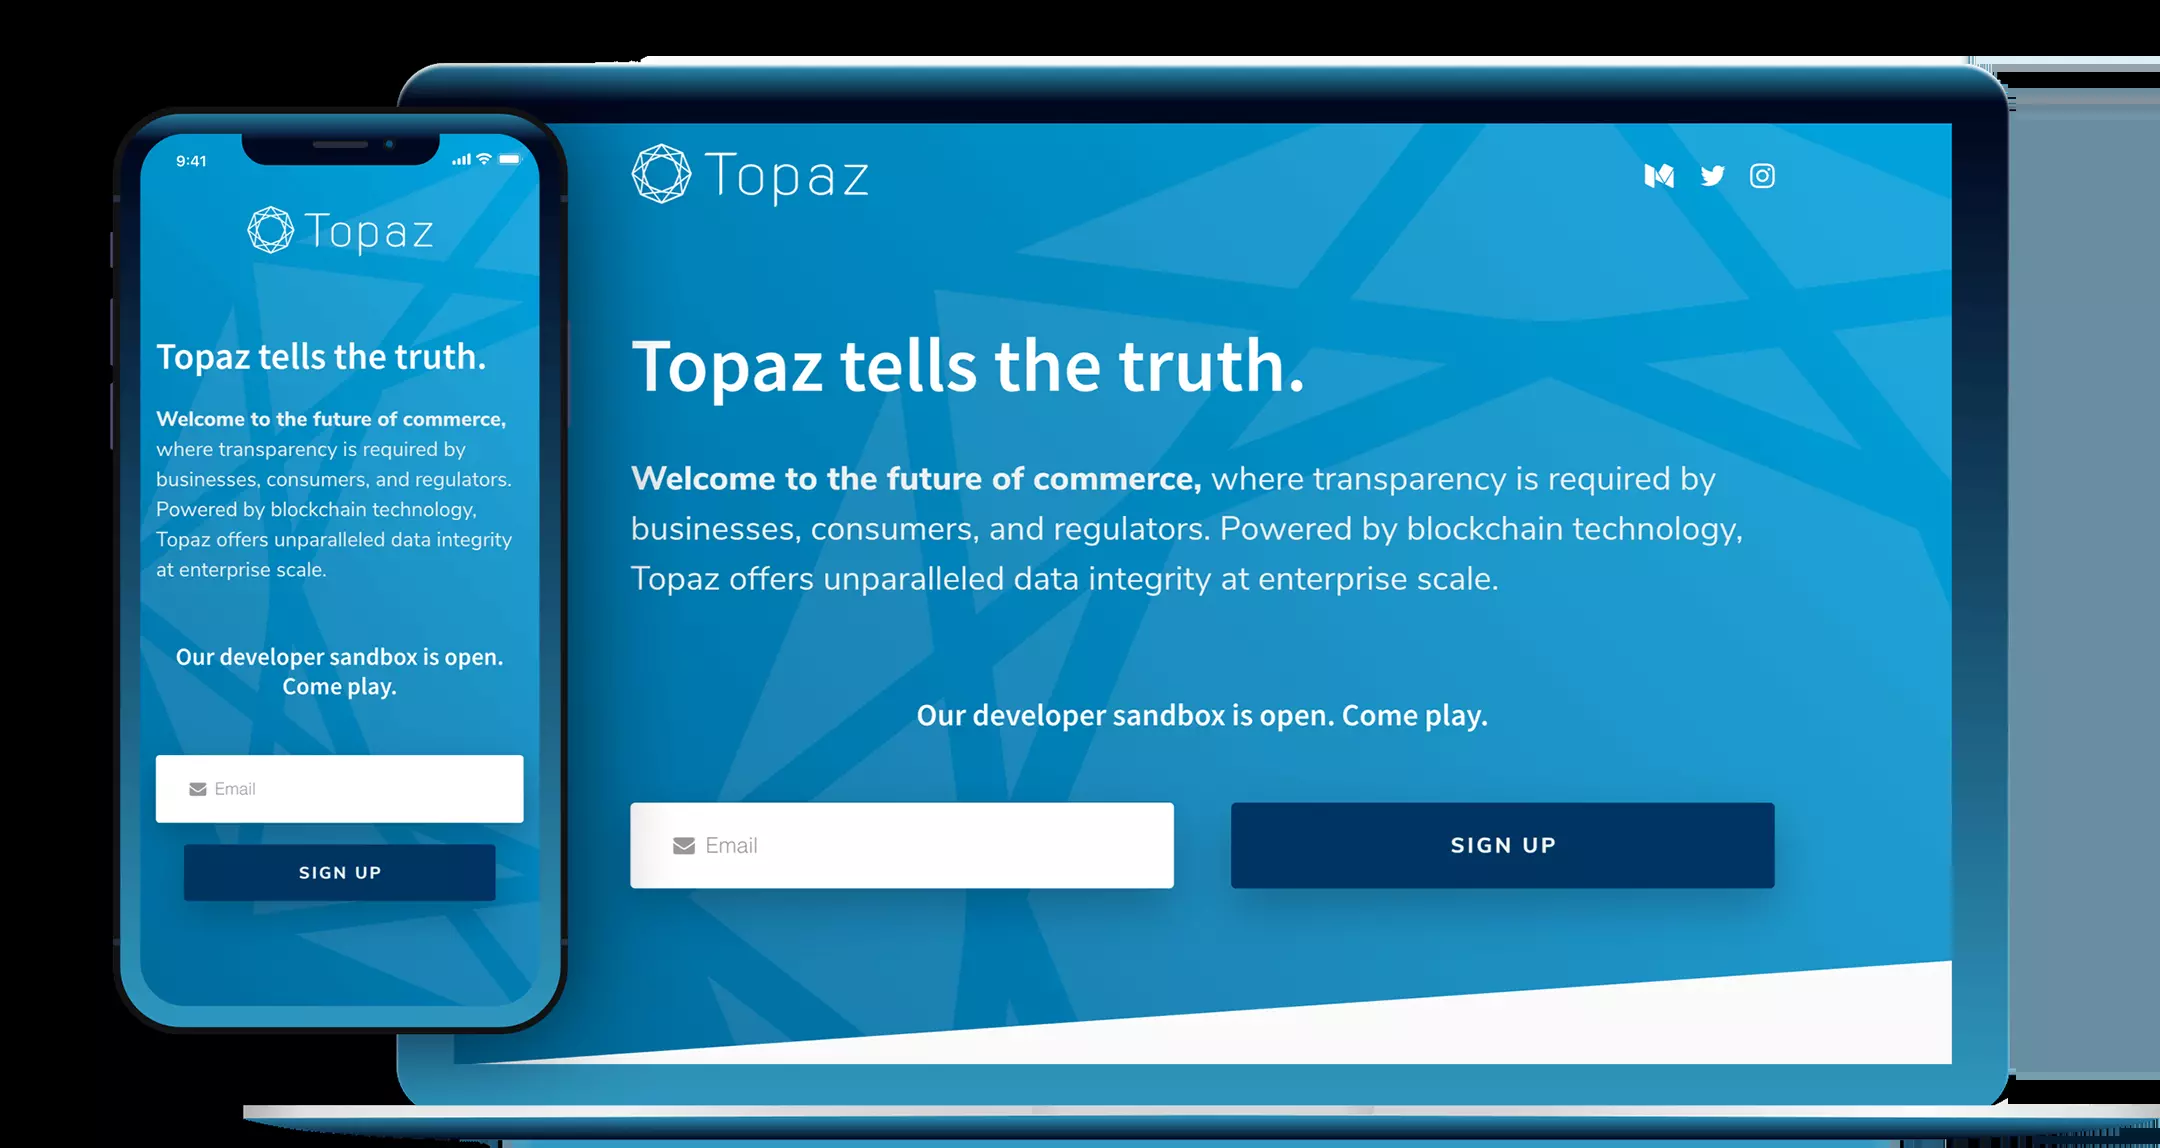 9:41
Topaz
Topaz tells the truth.
Welcome to the future of commerce,
where transparency is required by
businesses, consumers, and regulators.
Powered by blockchain technology,
Topaz offers unparalleled data integrity
at enterprise scale.
Our developer sandbox is open.
Come play.
Email
SIGN UP
Topaz
Topaz tells the truth.
Welcome to the future of commerce, where transparency is required by
businesses, consumers, and regulators. Powered by blockchain technology,
Topaz offers unparalleled data integrity at enterprise scale.
Our developer sandbox is open. Come play.
Email
SIGN UP